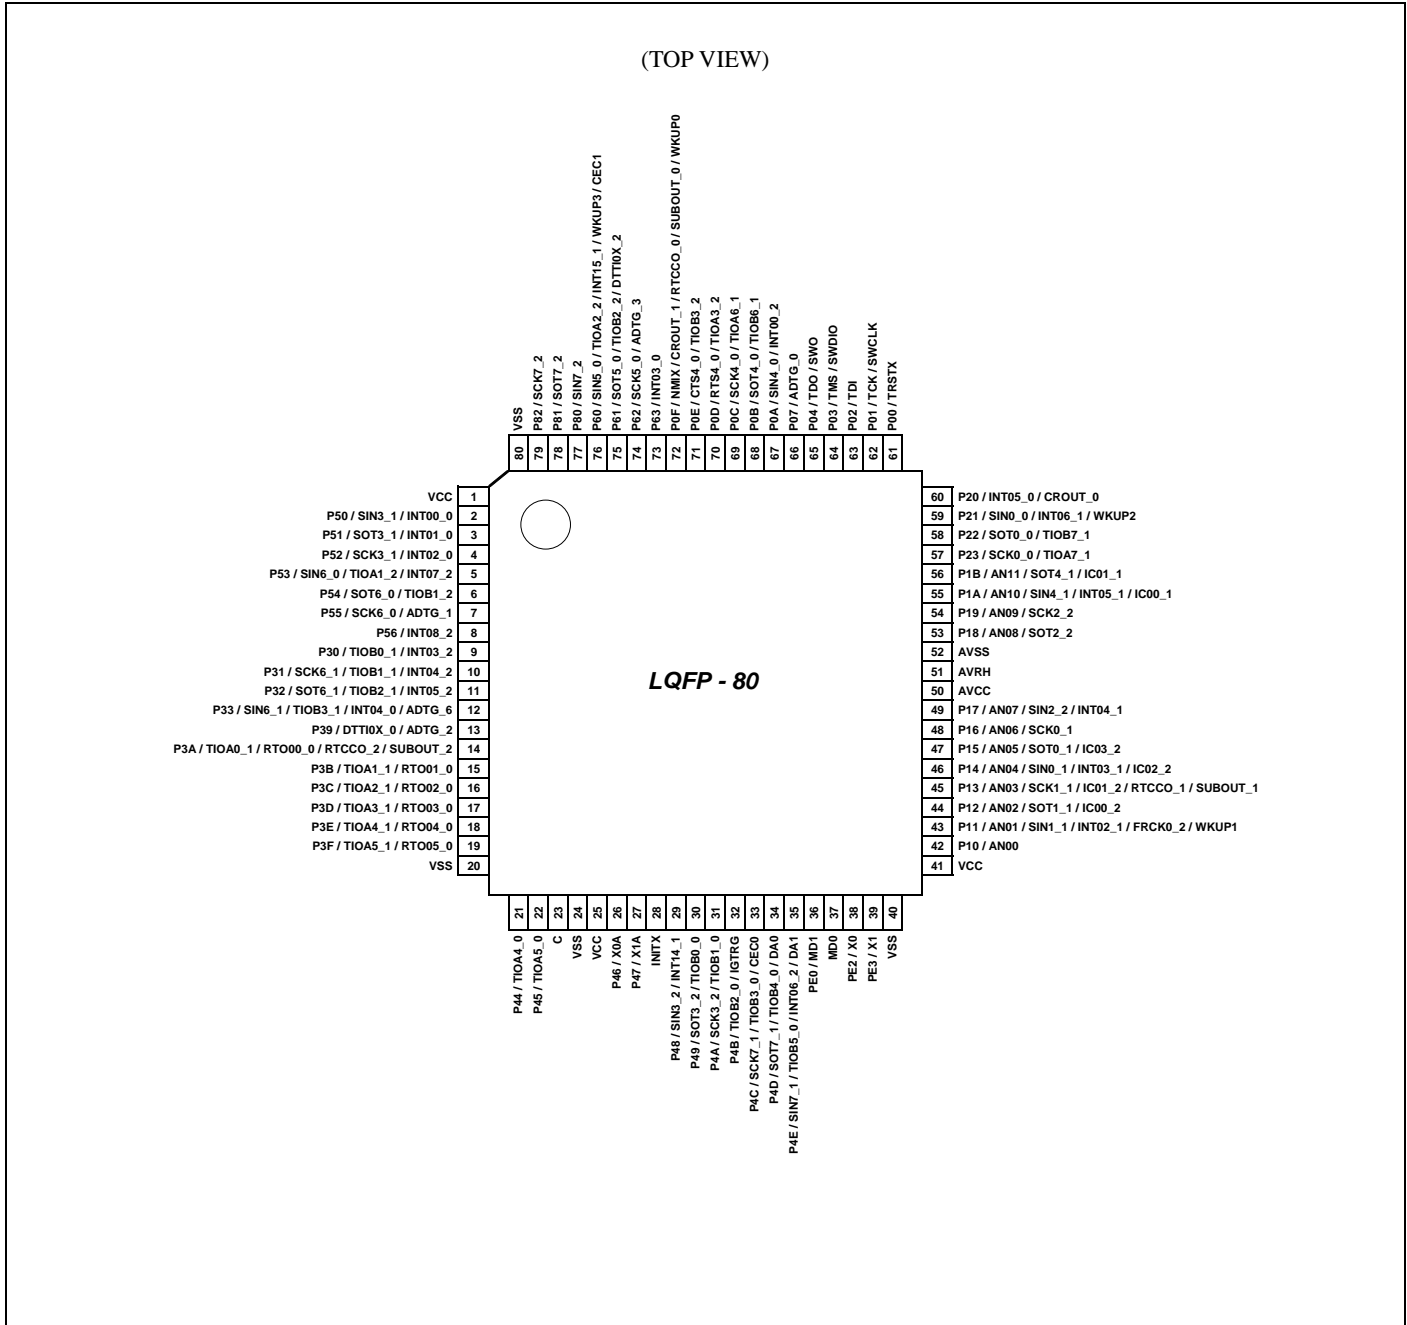 (TOP VIEW)
VSS
P82 / SCK7_2
P81 / SOT7_2
P80 / SIN7_2
P60 / SIN5_0 / TIOA2_2 / INT15_1 / WKUP3 / CEC1
P61 / SOT5_0 / TIOB2_2 / DTTI0X_2
P62 / SCK5_0 / ADTG_3
P63 / INT03_0
P0F / NMIX / CROUT_1 / RTCCO_0 / SUBOUT_0 / WKUP0
P0E / CTS4_0 / TIOB3_2
P0D / RTS4_0 / TIOA3_2
P0C / SCK4_0 / TIOA6_1
P0B / SOT4_0 / TIOB6_1
P0A / SIN4_0 / INT00_2
P07 / ADTG_0
P04 / TDO / SWO
P03 / TMS / SWDIO
P02 / TDI
P01 / TCK / SWCLK
P00 / TRSTX
80 79 78 77 76 75 74 73 72 71 70 69 68 67 66 65 64 63 62 61
VCC 1
P50 / SIN3_1 / INT00_0 2
P51 / SOT3_1 / INT01_0 3
P52 / SCK3_1 / INT02_0 4
P53 / SIN6_0 / TIOA1_2 / INT07_2 5
P54 / SOT6_0 / TIOB1_2 6
P55 / SCK6_0 / ADTG_1 7
P56 / INT08_2 8
P30 / TIOB0_1 / INT03_2 9
P31 / SCK6_1 / TIOB1_1 / INT04_2 10
P32 / SOT6_1 / TIOB2_1 / INT05_2 11
P33 / SIN6_1 / TIOB3_1 / INT04_0 / ADTG_6 12
P39 / DTTI0X_0 / ADTG_2 13
P3A / TIOA0_1 / RTO00_0 / RTCCO_2 / SUBOUT_2 14
P3B / TIOA1_1 / RTO01_0 15
P3C / TIOA2_1 / RTO02_0 16
P3D / TIOA3_1 / RTO03_0 17
P3E / TIOA4_1 / RTO04_0 18
P3F / TIOA5_1 / RTO05_0 19
VSS 20
LQFP - 80
60 P20 / INT05_0 / CROUT_0
59 P21 / SIN0_0 / INT06_1 / WKUP2
58 P22 / SOT0_0 / TIOB7_1
57 P23 / SCK0_0 / TIOA7_1
56 P1B / AN11 / SOT4_1 / IC01_1
55 P1A / AN10 / SIN4_1 / INT05_1 / IC00_1
54 P19 / AN09 / SCK2_2
53 P18 / AN08 / SOT2_2
52 AVSS
51 AVRH
50 AVCC
49 P17 / AN07 / SIN2_2 / INT04_1
48 P16 / AN06 / SCK0_1
47 P15 / AN05 / SOT0_1 / IC03_2
46 P14 / AN04 / SIN0_1 / INT03_1 / IC02_2
45 P13 / AN03 / SCK1_1 / IC01_2 / RTCCO_1 / SUBOUT_1
44 P12 / AN02 / SOT1_1 / IC00_2
43 P11 / AN01 / SIN1_1 / INT02_1 / FRCK0_2 / WKUP1
42 P10 / AN00
41 VCC
21 22 23 24 25 26 27 28 29 30 31 32 33 34 35 36 37 38 39 40
P44 / TIOA4_0
P45 / TIOA5_0
C
VSS
VCC
P46 / X0A
P47 / X1A
INITX
P48 / SIN3_2 / INT14_1
P49 / SOT3_2 / TIOB0_0
P4A / SCK3_2 / TIOB1_0
P4B / TIOB2_0 / IGTRG
P4C / SCK7_1 / TIOB3_0 / CEC0
P4D / SOT7_1 / TIOB4_0 / DA0
P4E / SIN7_1 / TIOB5_0 / INT06_2 / DA1
PE0 / MD1
MD0
PE2 / X0
PE3 / X1
VSS